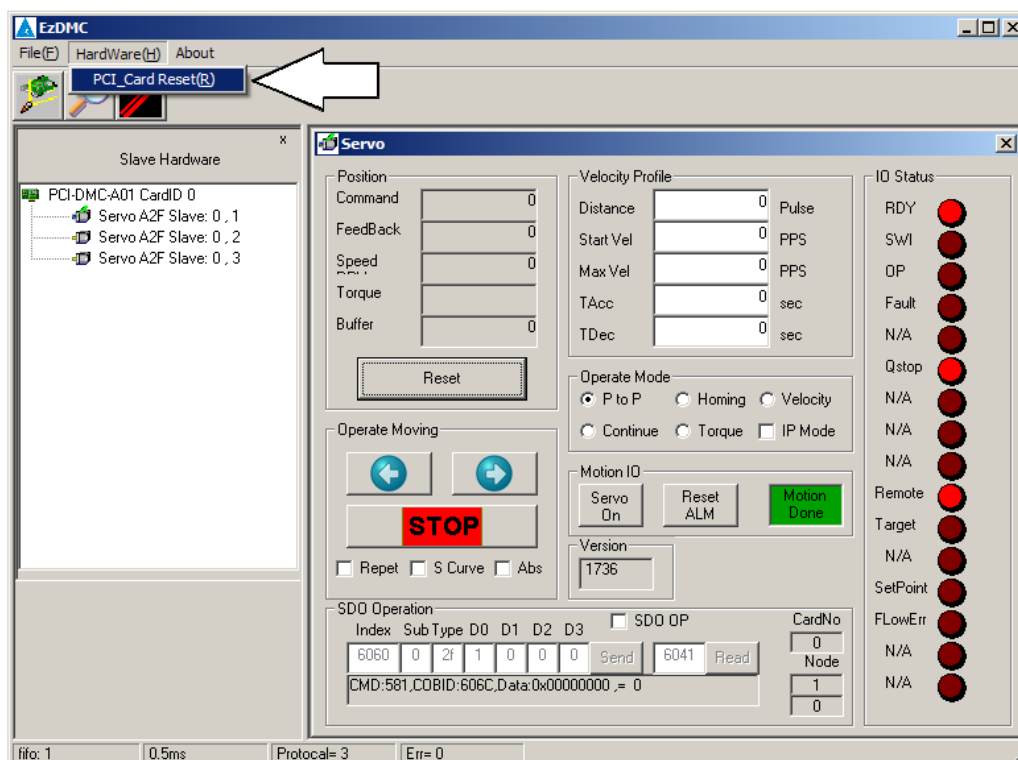 EzDMC
File(F) HardWare(H) About
PCI_Card Reset(R)
x
Slave Hardware
PCI-DMC-A01 CardID 0
Servo A2F Slave: 0 , 1
Servo A2F Slave: 0 , 2
Servo A2F Slave: 0 , 3
Servo
Position
Command 0
FeedBack 0
Speed 0
Torque
Buffer 0
Reset
Operate Moving
STOP
Repet S Curve Abs
Velocity Profile
Distance 0 Pulse
Start Vel 0 PPS
Max Vel 0 PPS
TAcc 0 sec
TDec 0 sec
Operate Mode
P to P Homing Velocity
Continue Torque IP Mode
Motion IO
Servo On
Reset ALM
Motion Done
Version
1736
SDO Operation
SDO OP
Index Sub Type D0 D1 D2 D3
6060 0 2f 1 0 0 0 Send 6041 Read
CMD:581,COBID:606C,Data:0x00000000 ,= 0
CardNo
0
Node
1
0
IO Status
RDY
SWI
OP
Fault
N/A
Qstop
N/A
N/A
N/A
Remote
Target
N/A
SetPoint
FLowErr
N/A
N/A
fifo: 1 0.5ms Protocal= 3 Err= 0